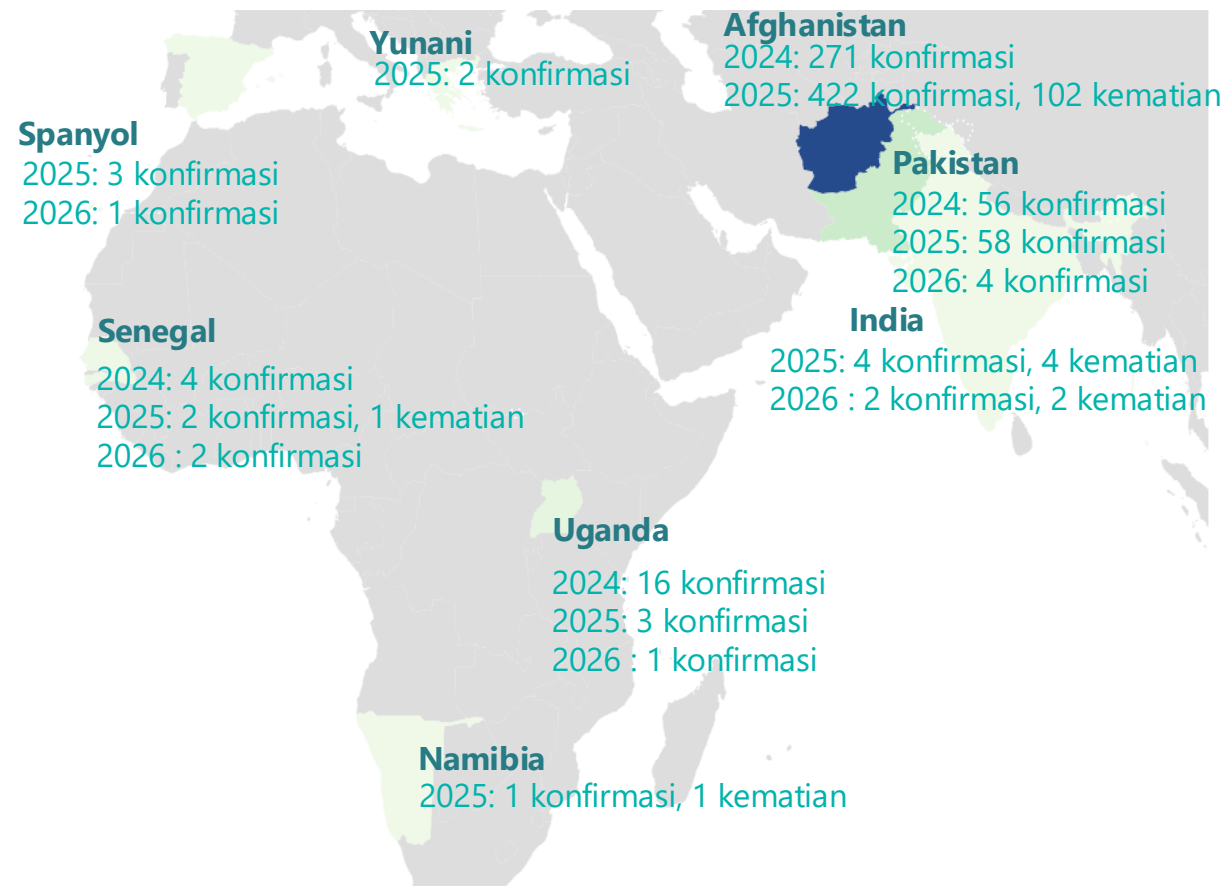 Yunani
2025: 2 konfirmasi
Afghanistan
2024: 271 konfirmasi
2025: 422 konfirmasi, 102 kematian
Spanyol
2025: 3 konfirmasi
2026: 1 konfirmasi
Pakistan
2024: 56 konfirmasi
2025: 58 konfirmasi
2026: 4 konfirmasi
India
2025: 4 konfirmasi, 4 kematian
2026 : 2 konfirmasi, 2 kematian
Senegal
2024: 4 konfirmasi
2025: 2 konfirmasi, 1 kematian
2026 : 2 konfirmasi
Uganda
2024: 16 konfirmasi
2025: 3 konfirmasi
2026 : 1 konfirmasi
Namibia
2025: 1 konfirmasi, 1 kematian